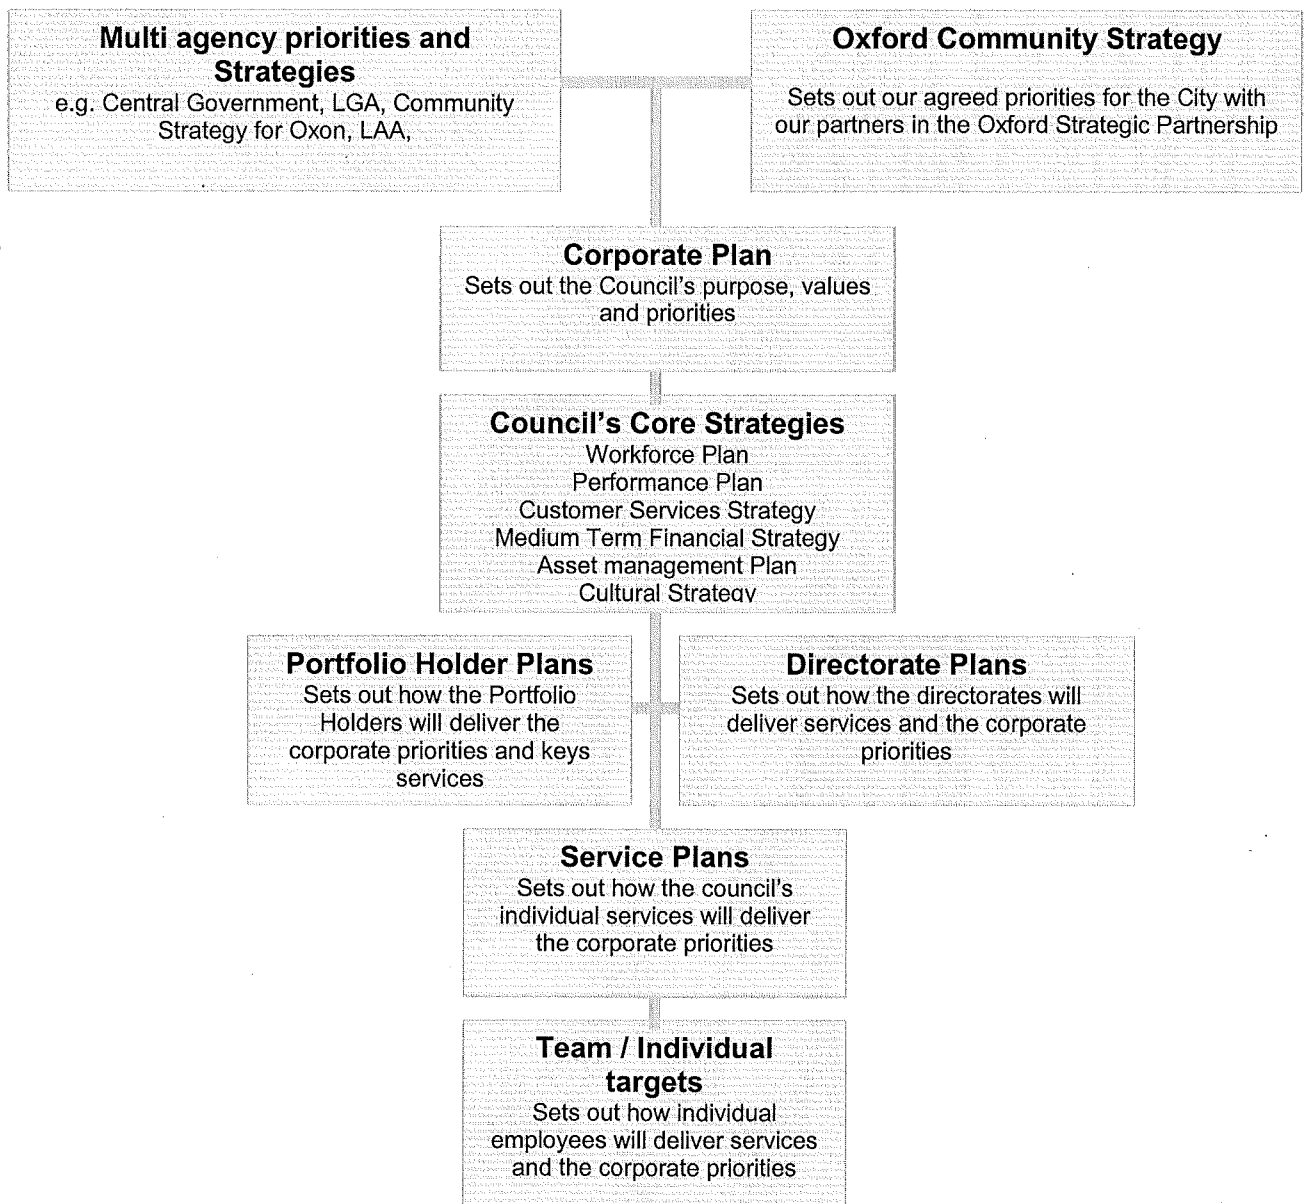 Multi agency priorities and
Strategies
e.g. Central Government, LGA, Community
Strategy for Oxon, LAA,
Oxford Community Strategy
Sets out our agreed priorities for the City with
our partners in the Oxford Strategic Partnership
Corporate Plan
Sets out the Council's purpose, values
and priorities
Council's Core Strategies
Workforce Plan
Performance Plan
Customer Services Strategy
Medium Term Financial Strategy
Asset management Plan
Cultural Strategy
Portfolio Holder Plans
Sets out how the Portfolio
Holders will deliver the
corporate priorities and keys
services
Directorate Plans
Sets out how the directorates will
deliver services and the corporate
priorities
Service Plans
Sets out how the council's
individual services will deliver
the corporate priorities
Team / Individual
targets
Sets out how individual
employees will deliver services
and the corporate priorities